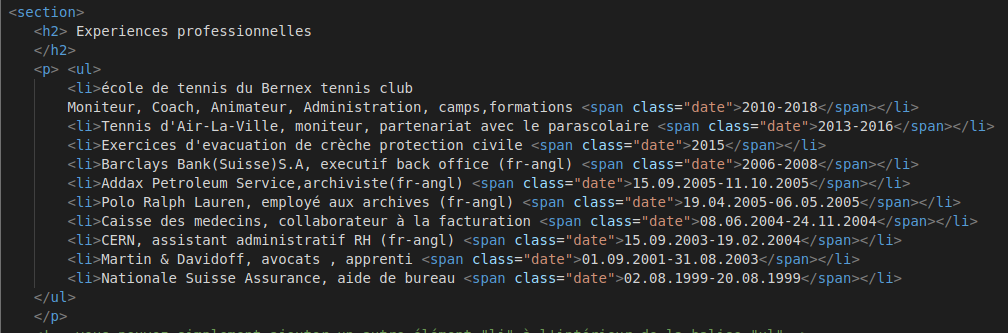 <section>
<h2> Experiences professionnelles
</h2>
<p> <ul>
<li>école de tennis du Bernex tennis club
Moniteur, Coach, Animateur, Administration, camps,formations <span class="date">2010-2018</span></li>
<li>Tennis d'Air-La-Ville, moniteur, partenariat avec le parascolaire <span class="date">2013-2016</span></li>
<li>Exercices d'evacuation de crèche protection civile <span class="date">2015</span></li>
<li>Barclays Bank(Suisse)S.A, executif back office (fr-angl) <span class="date">2006-2008</span></li>
<li>Addax Petroleum Service,archiviste(fr-angl) <span class="date">15.09.2005-11.10.2005</span></li>
<li>Polo Ralph Lauren, employé aux archives (fr-angl) <span class="date">19.04.2005-06.05.2005</span></li>
<li>Caisse des medecins, collaborateur à la facturation <span class="date">08.06.2004-24.11.2004</span></li>
<li>CERN, assistant administratif RH (fr-angl) <span class="date">15.09.2003-19.02.2004</span></li>
<li>Martin & Davidoff, avocats , apprenti <span class="date">01.09.2001-31.08.2003</span></li>
<li>Nationale Suisse Assurance, aide de bureau <span class="date">02.08.1999-20.08.1999</span></li>
</ul>
</p>